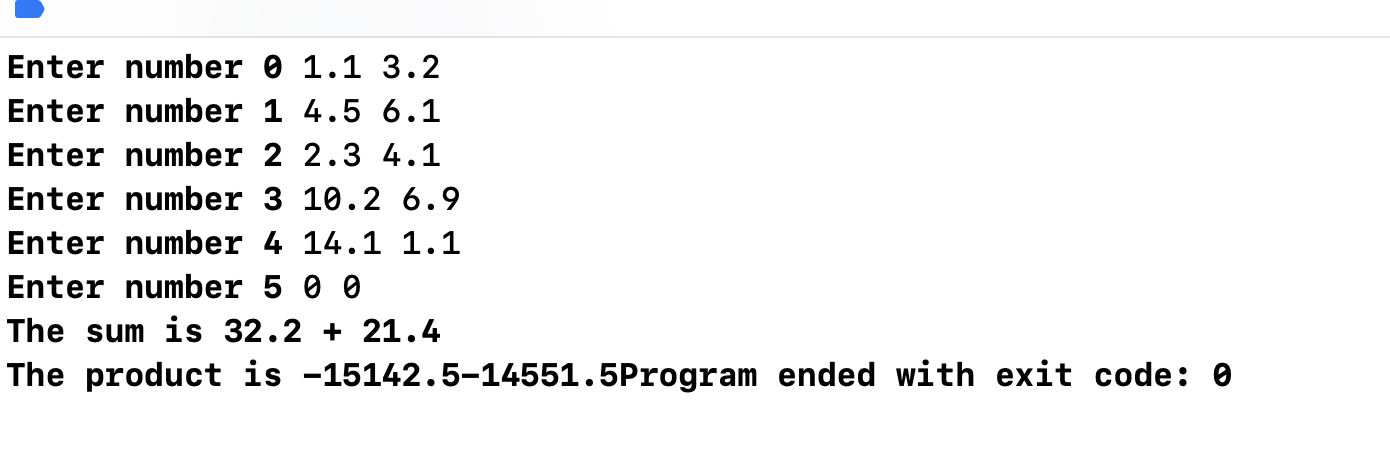 Enter number 0 1.1 3.2
Enter number 1 4.5 6.1
Enter number 2 2.3 4.1
Enter number 3 10.2 6.9
Enter number 4 14.1 1.1
Enter number 5 0 0
The sum is 32.2 + 21.4
The product is -15142.5-14551.5Program ended with exit code: 0